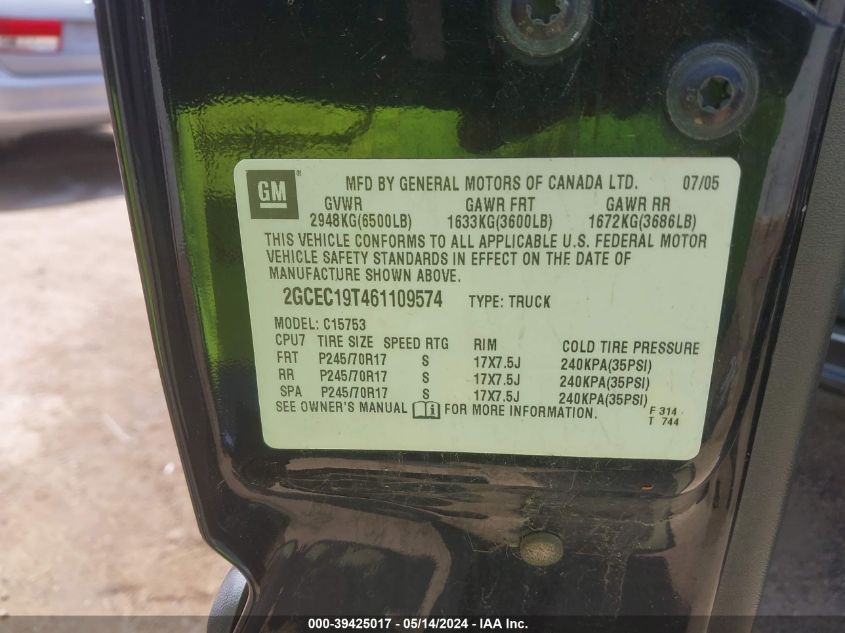 GM® MFD BY GENERAL MOTORS OF CANADA LTD. 07/05
GVWR GAWR FRT GAWR RR
2948KG(6500LB) 1633KG(3600LB) 1672KG(3686LB)
THIS VEHICLE CONFORMS TO ALL APPLICABLE U.S. FEDERAL MOTOR
VEHICLE SAFETY STANDARDS IN EFFECT ON THE DATE OF
MANUFACTURE SHOWN ABOVE.
2GCEC19T461109574 TYPE: TRUCK
MODEL: C15753
CPU7 TIRE SIZE SPEED RTG RIM COLD TIRE PRESSURE
FRT P245/70R17 S 17X7.5J 240KPA(35PSI)
RR P245/70R17 S 17X7.5J 240KPA(35PSI)
SPA P245/70R17 S 17X7.5J 240KPA(35PSI)
SEE OWNER'S MANUAL FOR MORE INFORMATION. F 314
T 744
000-39425017 - 05/14/2024 - IAA Inc.